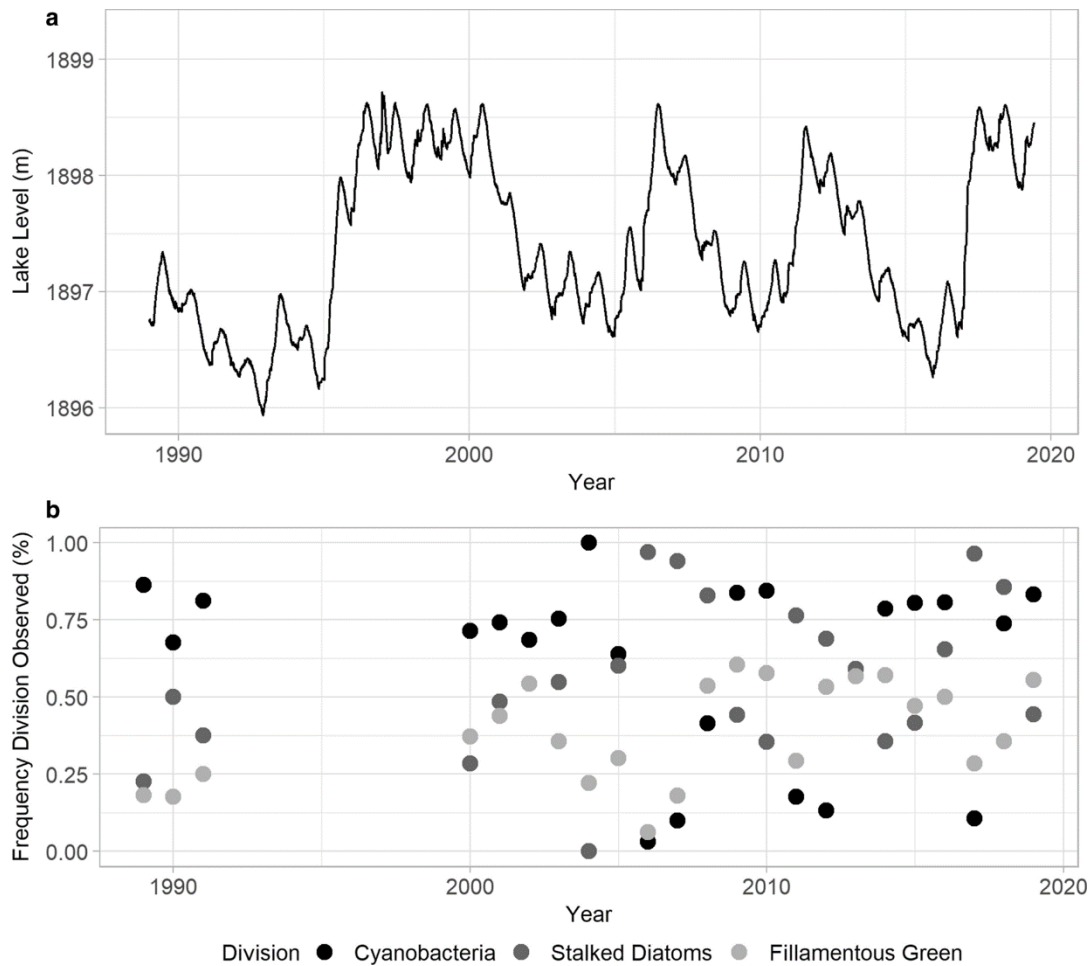 a
1899
1898
1897
1896
Lake Level (m)
1990 2000 2010 2020
Year
b
1.00
0.75
0.50
0.25
0.00
Frequency Division Observed (%)
1990 2000 2010 2020
Year
Division Cyanobacteria Stalked Diatoms Fillamentous Green